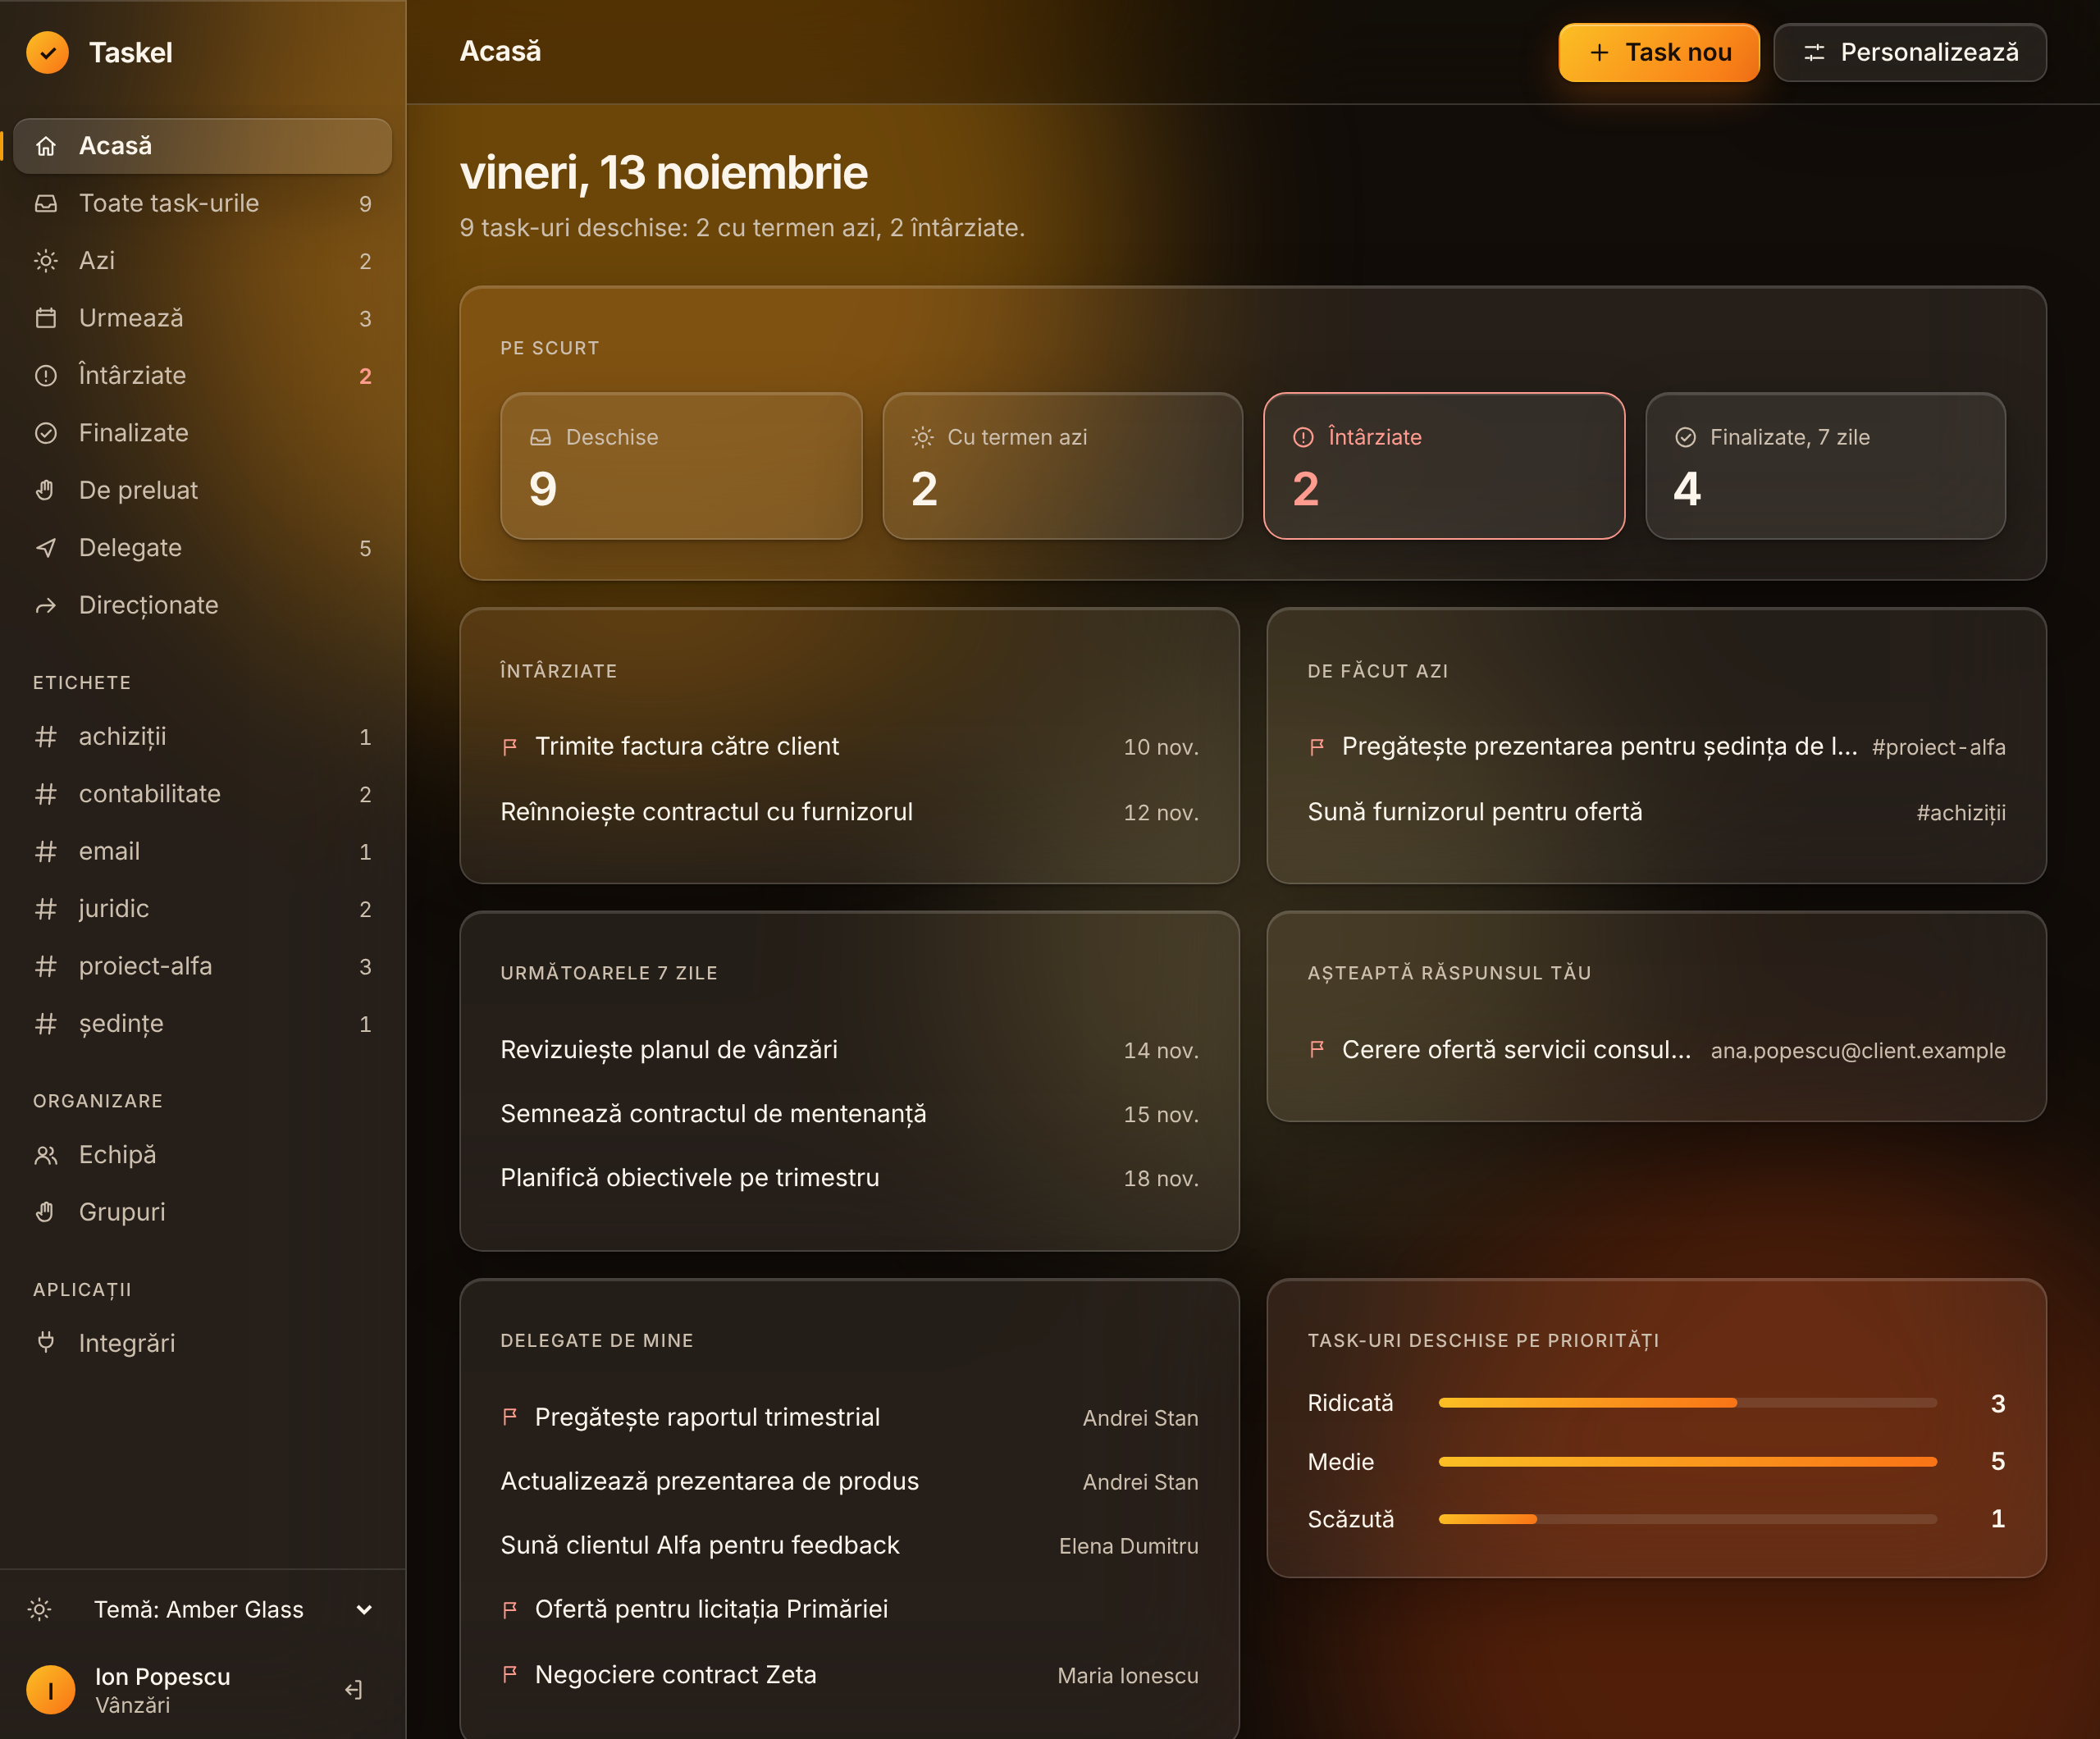 Taskel
Acasă
Toate task-urile 9
Azi 2
Urmează 3
Întârziate 2
Finalizate
De preluat
Delegate 5
Direcționate
ETICHETE
# achiziții 1
# contabilitate 2
# email 1
# juridic 2
# proiect-alfa 3
# ședințe 1
ORGANIZARE
Echipă
Grupuri
APLICAȚII
Integrări
Temă: Amber Glass
I
Ion Popescu
Vânzări
Acasă
+ Task nou
Personalizează
vineri, 13 noiembrie
9 task-uri deschise: 2 cu termen azi, 2 întârziate.
PE SCURT
Deschise
9
Cu termen azi
2
Întârziate
2
Finalizate, 7 zile
4
ÎNTÂRZIATE
Trimite factura către client 10 nov.
Reînnoiește contractul cu furnizorul 12 nov.
DE FĂCUT AZI
Pregătește prezentarea pentru ședința de l... #proiect-alfa
Sună furnizorul pentru ofertă #achiziții
URMĂTOARELE 7 ZILE
Revizuiește planul de vânzări 14 nov.
Semnează contractul de mentenanță 15 nov.
Planifică obiectivele pe trimestru 18 nov.
AȘTEAPTĂ RĂSPUNSUL TĂU
Cerere ofertă servicii consul... ana.popescu@client.example
DELEGATE DE MINE
Pregătește raportul trimestrial Andrei Stan
Actualizează prezentarea de produs Andrei Stan
Sună clientul Alfa pentru feedback Elena Dumitru
Ofertă pentru licitația Primăriei
Negociere contract Zeta Maria Ionescu
TASK-URI DESCHISE PE PRIORITĂȚI
Ridicată 3
Medie 5
Scăzută 1